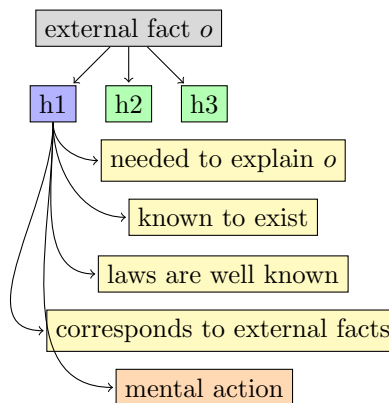 external fact o
h1 h2 h3
needed to explain o
known to exist
laws are well known
corresponds to external facts
mental action